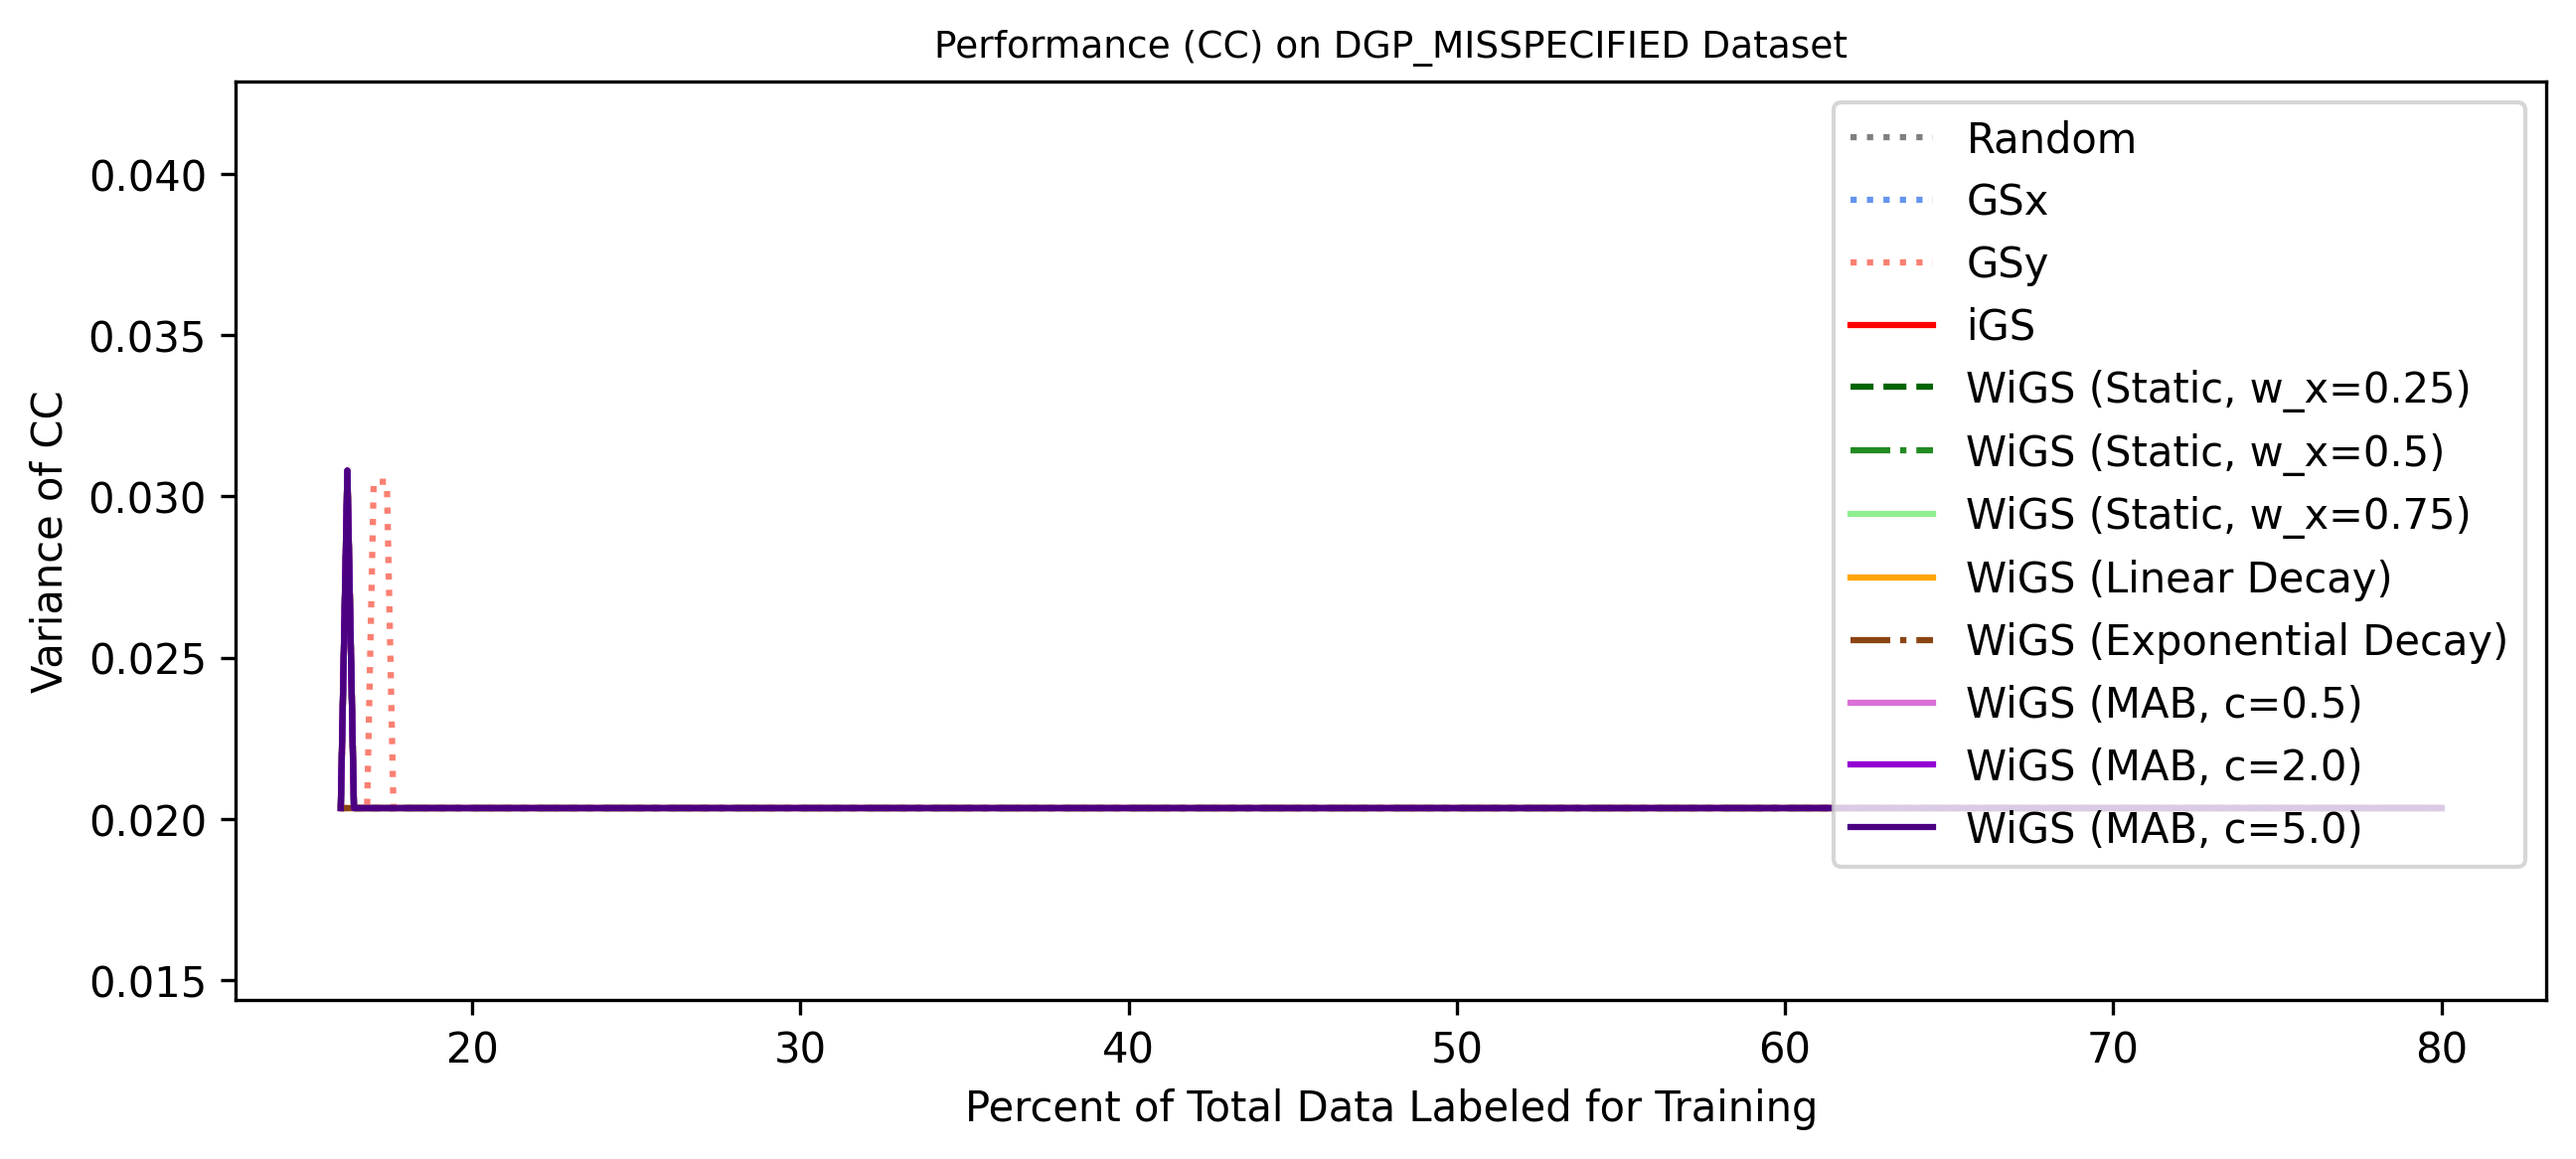 Performance (CC) on DGP_MISSPECIFIED Dataset
Variance of CC
0.040
0.035
0.030
0.025
0.020
0.015
Random
GSx
GSy
iGS
WiGS (Static, w_x=0.25)
WiGS (Static, w_x=0.5)
WiGS (Static, w_x=0.75)
WiGS (Linear Decay)
WiGS (Exponential Decay)
WiGS (MAB, c=0.5)
WiGS (MAB, c=2.0)
WiGS (MAB, c=5.0)
20 30 40 50 60 70 80
Percent of Total Data Labeled for Training